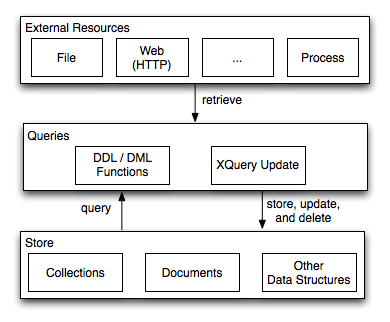 External Resources
File
Web
(HTTP)
...
Process
retrieve
Queries
DDL / DML
Functions
XQuery Update
query
store, update,
and delete
Store
Collections
Documents
Other
Data Structures